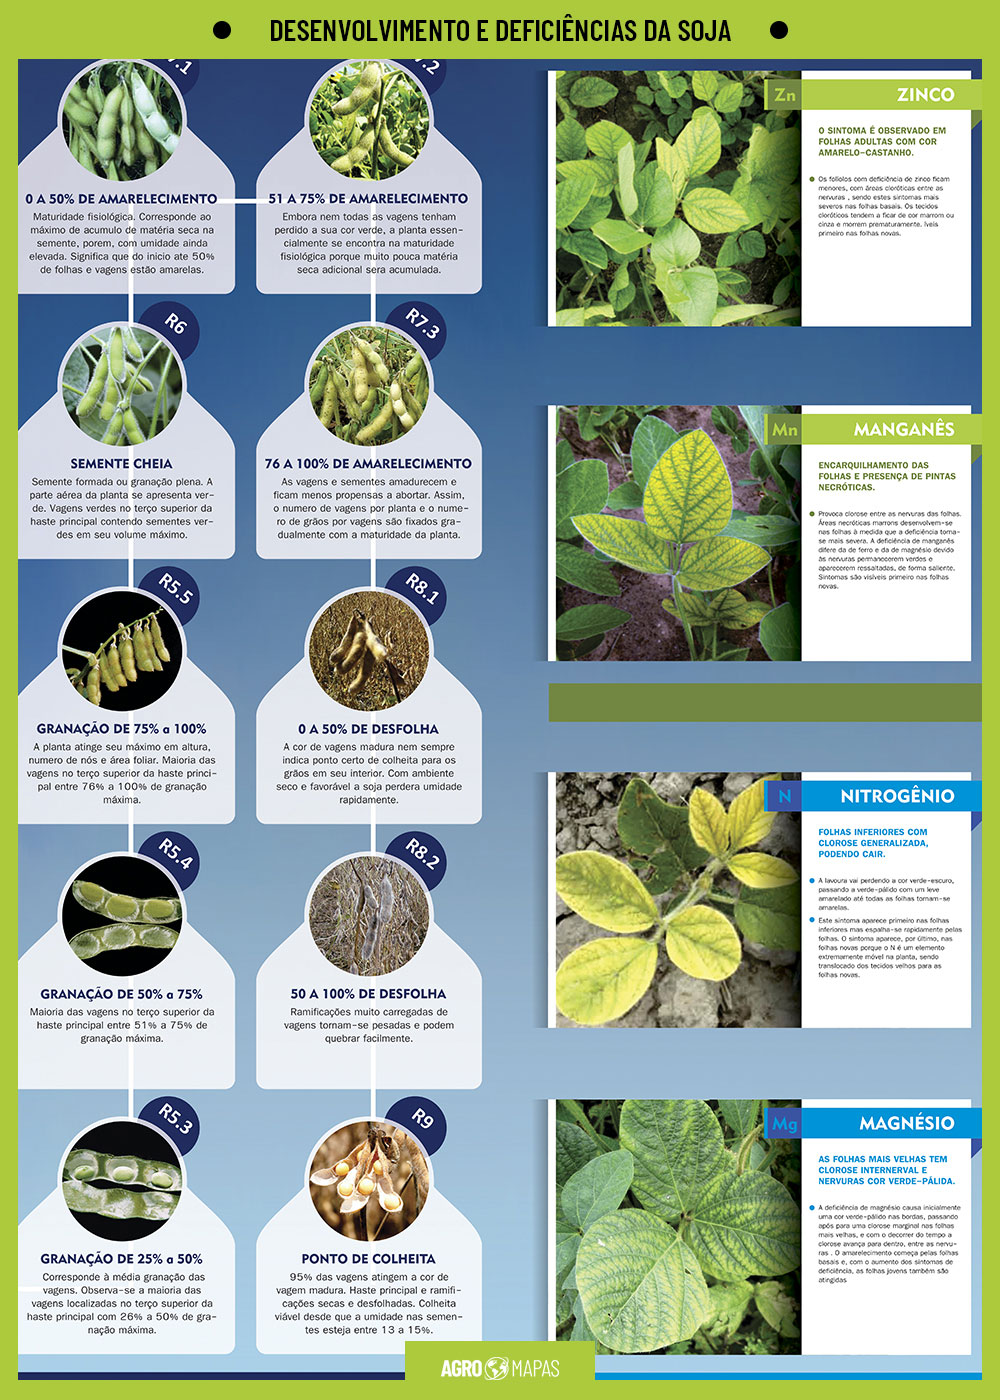 DESENVOLVIMENTO E DEFICIÊNCIAS DA SOJA
7.1
0 A 50% DE AMARELECIMENTO
Maturidade fisiológica. Corresponde ao
máximo de acumulo de matéria seca na
semente, porem, com umidade ainda
elevada. Significa que do inicio ate 50%
de folhas e vagens estão amarelas.
7.2
51 A 75% DE AMARELECIMENTO
Embora nem todas as vagens tenham
perdido a sua cor verde, a planta essen-
cialmente se encontra na maturidade
fisiológica porque muito pouca matéria
seca adicional sera acumulada.
R6
SEMENTE CHEIA
Semente formada ou granação plena. A
parte aérea da planta se apresenta ver-
de. Vagens verdes no terço superior da
haste principal contendo sementes ver-
des em seu volume máximo.
R7.3
76 A 100% DE AMARELECIMENTO
As vagens e sementes amadurecem e
ficam menos propensas a abortar. Assim,
o numero de vagens por planta e o nume-
ro de grãos por vagens são fixados gra-
dualmente com a maturidade da planta.
R5.5
GRANAÇÃO DE 75% a 100%
A planta atinge seu máximo em altura,
numero de nós e área foliar. Maioria das
vagens no terço superior da haste princi-
pal entre 76% a 100% de granação
máxima.
R8.1
0 A 50% DE DESFOLHA
A cor de vagens madura nem sempre
indica ponto certo de colheita para os
grãos em seu interior. Com ambiente
seco e favorável a soja perdera umidade
rapidamente.
R5.4
GRANAÇÃO DE 50% a 75%
Maioria das vagens no terço superior da
haste principal entre 51% a 75% de
granação máxima.
R8.2
50 A 100% DE DESFOLHA
Ramificações muito carregadas de
vagens tornam-se pesadas e podem
quebrar facilmente.
R5.3
GRANAÇÃO DE 25% a 50%
Corresponde à média granação das
vagens. Observa-se a maioria das
vagens localizadas no terço superior da
haste principal com 26% a 50% de gra-
nação máxima.
R9
PONTO DE COLHEITA
95% das vagens atingem a cor de
vagem madura. Haste principal e ramifi-
cações secas e desfolhadas. Colheita
viável desde que a umidade nas semen-
tes esteja entre 13 a 15%.
Zn ZINCO
O SINTOMA É OBSERVADO EM
FOLHAS ADULTAS COM COR
AMARELO-CASTANHO.
Os folíolos com deficiência de zinco ficam
menores, com áreas cloróticas entre as
nervuras , sendo estes sintomas mais
severos nas folhas basais. Os tecidos
cloróticos tendem a ficar de cor marrom ou
cinza e morrem prematuramente. íveis
primeiro nas folhas novas.
Mn MANGANÊS
ENCARQUILHAMENTO DAS
FOLHAS E PRESENÇA DE PINTAS
NECRÓTICAS.
Provoca clorose entre as nervuras das folhas.
Áreas necróticas marrons desenvolvem-se
nas folhas à medida que a deficiência torna-
se mais severa. A deficiência de manganês
difere da de ferro e da de magnésio devido
às nervuras permanecerem verdes e
aparecerem ressaltadas, de forma saliente.
Sintomas são visíveis primeiro nas folhas
novas.
N NITROGÊNIO
FOLHAS INFERIORES COM
CLOROSE GENERALIZADA,
PODENDO CAIR.
A lavoura vai perdendo a cor verde-escuro,
passando a verde-pálido com um leve
amarelado até todas as folhas tornam-se
amarelas.
Este sintoma aparece primeiro nas folhas
inferiores mas espalha-se rapidamente pelas
folhas. O sintoma aparece, por último, nas
folhas novas porque o N é um elemento
extremamente móvel na planta, sendo
translocado dos tecidos velhos para as
folhas novas.
Mg MAGNÉSIO
AS FOLHAS MAIS VELHAS TEM
CLOROSE INTERNERVAL E
NERVURAS COR VERDE-PÁLIDA.
A deficiência de magnésio causa inicialmente
uma cor verde-pálido nas bordas, passando
após para uma clorose marginal nas folhas
mais velhas, e com o decorrer do tempo a
clorose avança para dentro, entre as nervu-
ras . O amarelecimento começa pelas folhas
basais e, com o aumento dos sintomas de
deficiência, as folhas jovens também são
atingidas
AGRO MAPAS